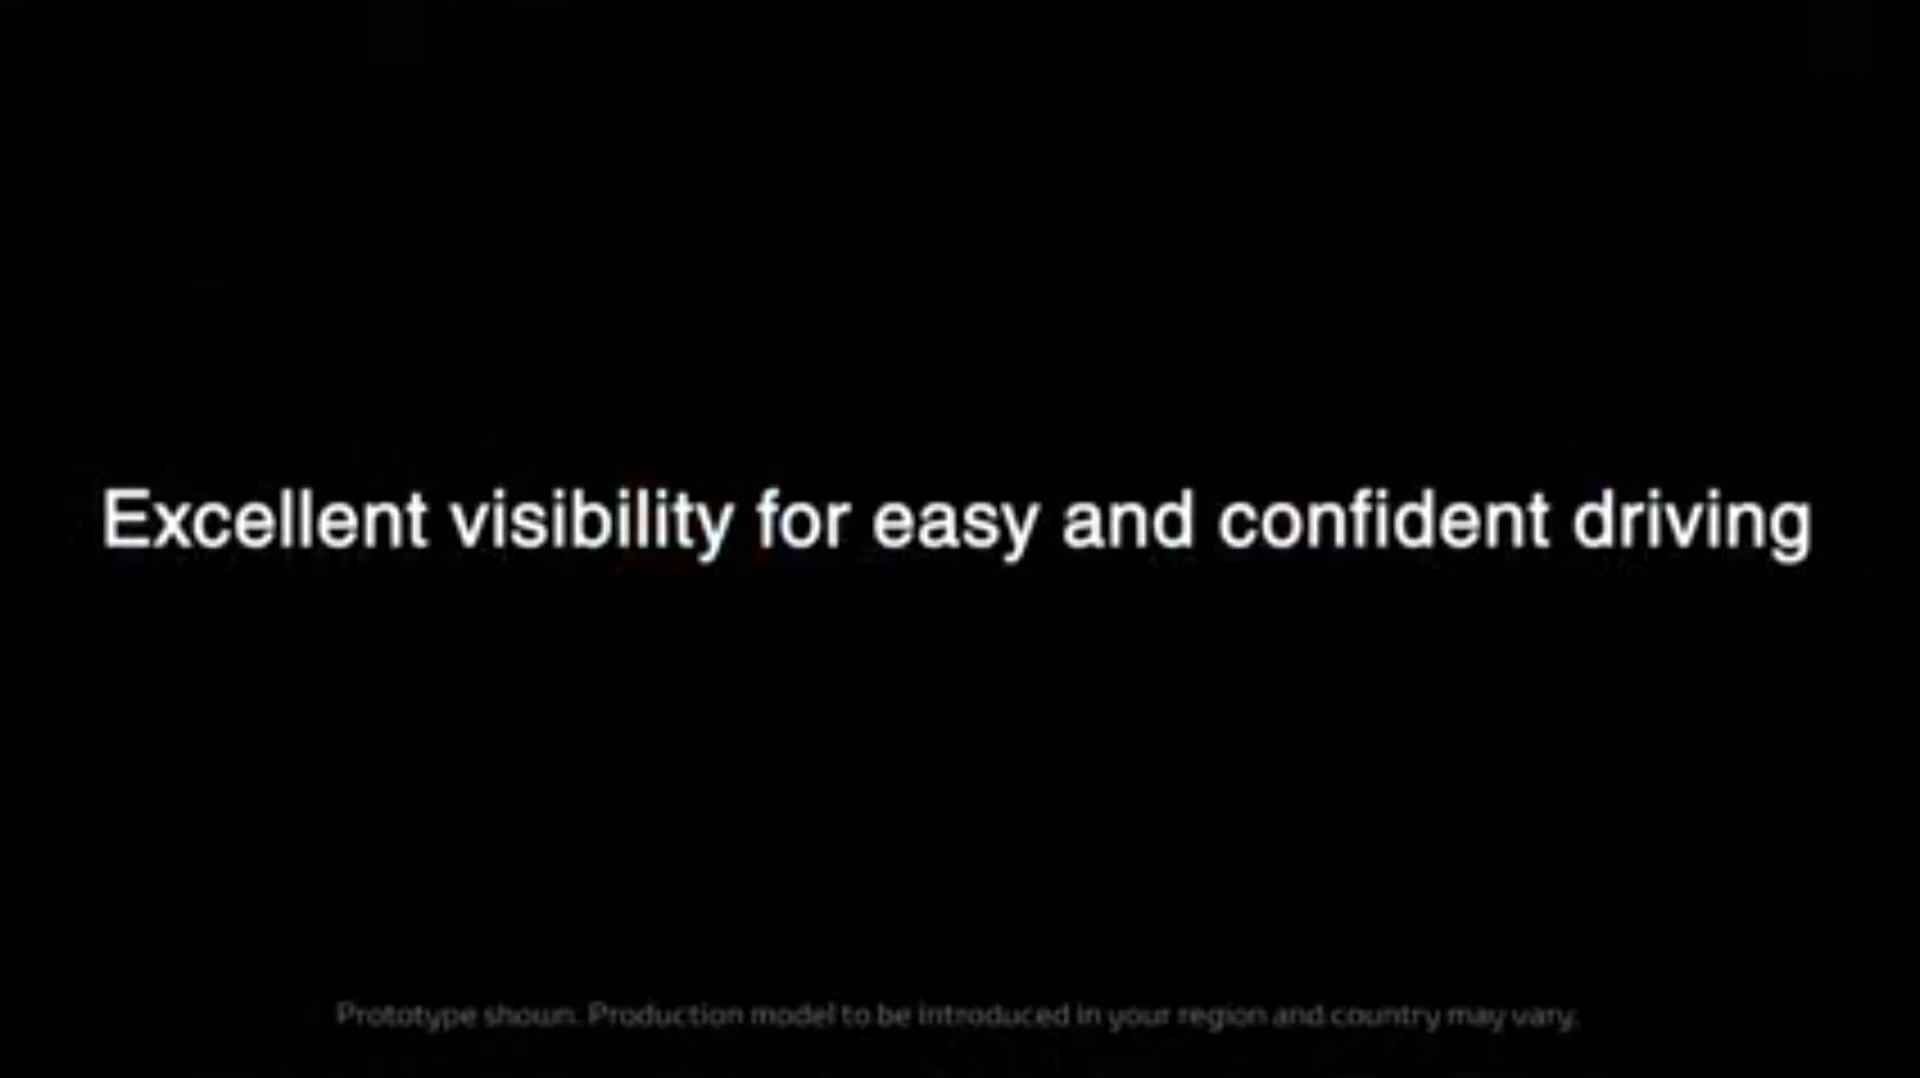 Excellent visibility for easy and confident driving
Prototype shown. Production model to be introduced in your region and country may vary.